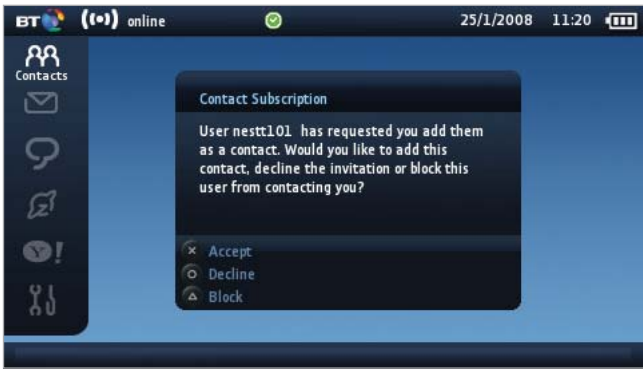 BT ((•)) online 25/1/2008 11:20
Contacts
Contact Subscription
User nestt101 has requested you add them
as a contact. Would you like to add this
contact, decline the invitation or block this
user from contacting you?
Y!
Accept
Decline
Block